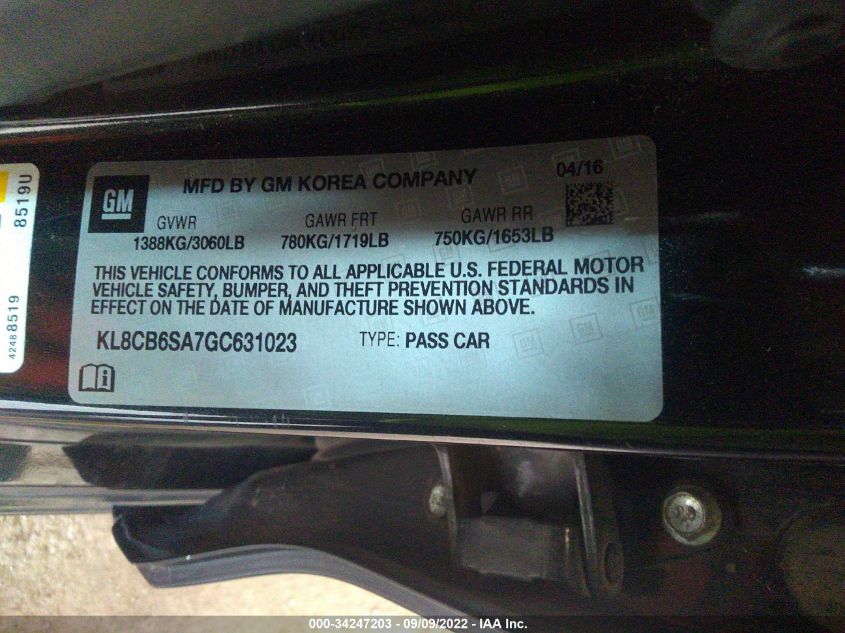 04/16
GM MFD BY GM KOREA COMPANY
GVWR GAWR FRT GAWR RR
1388KG/3060LB 780KG/1719LB 750KG/1653LB
THIS VEHICLE CONFORMS TO ALL APPLICABLE U.S. FEDERAL MOTOR
VEHICLE SAFETY, BUMPER, AND THEFT PREVENTION STANDARDS IN
EFFECT ON THE DATE OF MANUFACTURE SHOWN ABOVE.
KL8CB6SA7GC631023 TYPE: PASS CAR
8519U
42488519
000-34247203 - 09/09/2022 - IAA Inc.